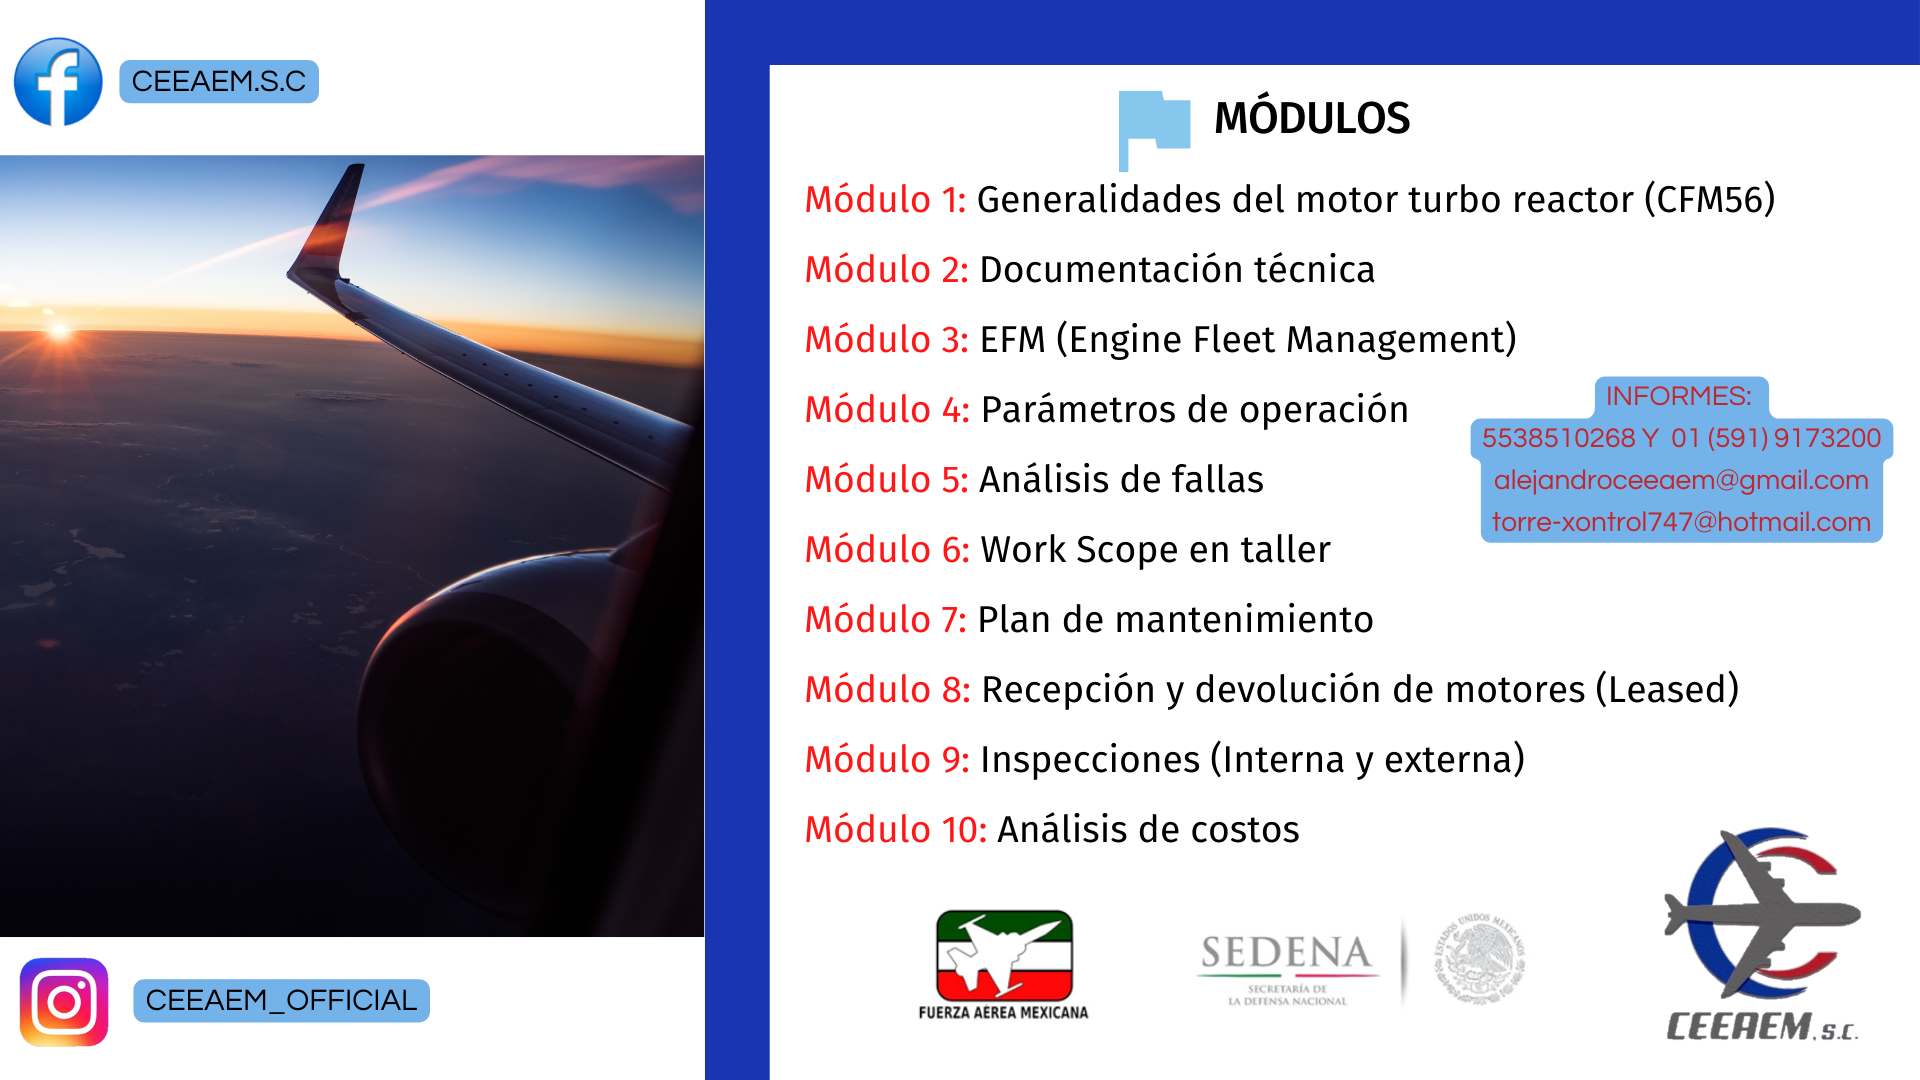 CEEAEM.S.C
MÓDULOS
Módulo 1: Generalidades del motor turbo reactor (CFM56)
Módulo 2: Documentación técnica
Módulo 3: EFM (Engine Fleet Management)
Módulo 4: Parámetros de operación
Módulo 5: Análisis de fallas
Módulo 6: Work Scope en taller
Módulo 7: Plan de mantenimiento
Módulo 8: Recepción y devolución de motores (Leased)
Módulo 9: Inspecciones (Interna y externa)
Módulo 10: Análisis de costos
INFORMES:
5538510268 Y 01 (591) 9173200
alejandroceeaem@gmail.com
torre-xontrol747@hotmail.com
CEEAEM_OFFICIAL
FUERZA AÉREA MEXICANA
SEDENA
SECRETARÍA DE
LA DEFENSA NACIONAL
ESTADOS UNIDOS MEXICANOS
CEEAEM, S.C.